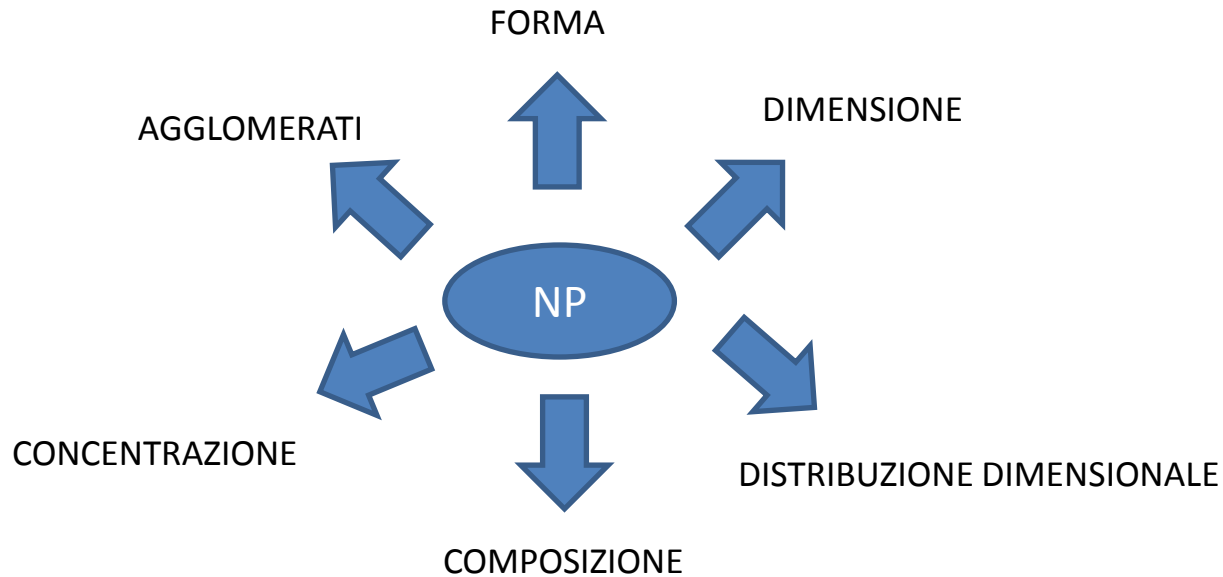 FORMA
AGGLOMERATI
DIMENSIONE
NP
CONCENTRAZIONE
DISTRIBUZIONE DIMENSIONALE
COMPOSIZIONE